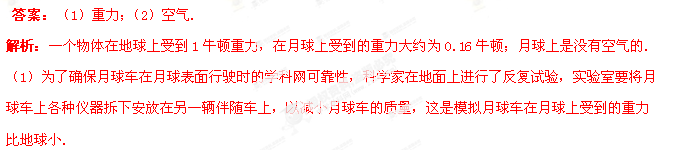 答案：（1）重力；（2）空气．
解析：一个物体在地球上受到1牛顿重力，在月球上受到的重力大约为0.16牛顿；月球上是没有空气的．
（1）为了确保月球车在月球表面行驶时的学科网可靠性，科学家在地面上进行了反复试验，实验室要将月
球车上各种仪器拆下安放在另一辆伴随车上，以减小月球车的质量，这是模拟月球车在月球上受到的重力
比地球小．